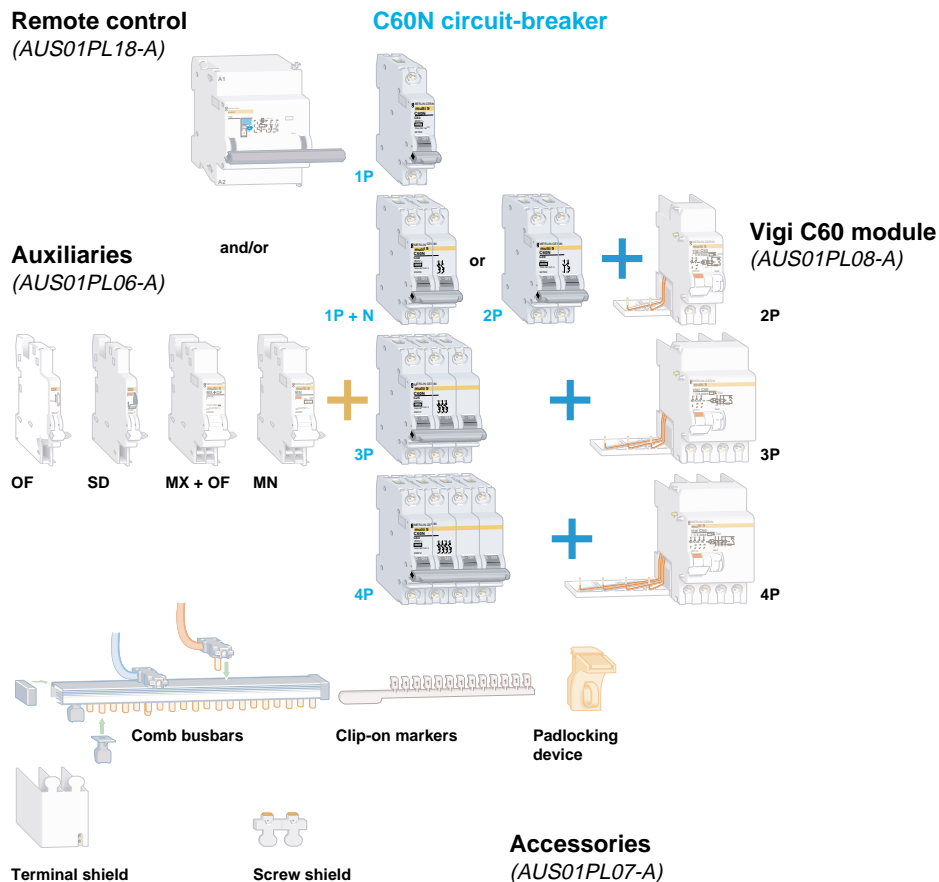 Remote control
(AUS01PL18-A)
C60N circuit-breaker
A1
A2
1P
Auxiliaries
(AUS01PL06-A)
and/or
or
Vigi C60 module
(AUS01PL08-A)
1P + N
2P
2P
OF
SD
MX + OF
MN
3P
3P
4P
4P
Comb busbars
Clip-on markers
Padlocking
device
Terminal shield
Screw shield
Accessories
(AUS01PL07-A)